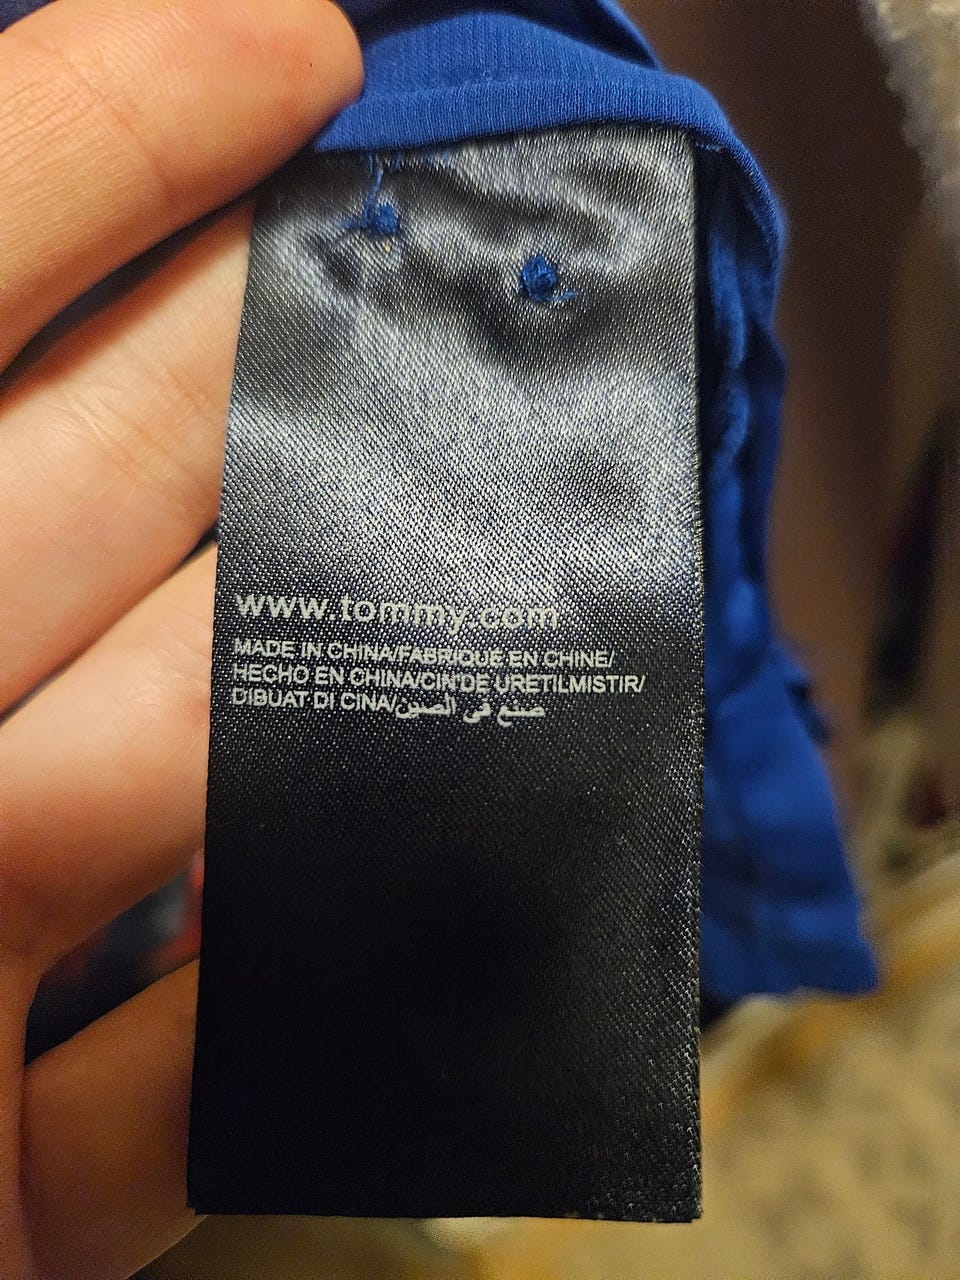 www.tommy.com
MADE IN CHINA/FABRIQUE EN CHINE/
HECHO EN CHINA/CIN'DE URETILMISTIR/
DIBUAT DI CINA/صنع في الصين